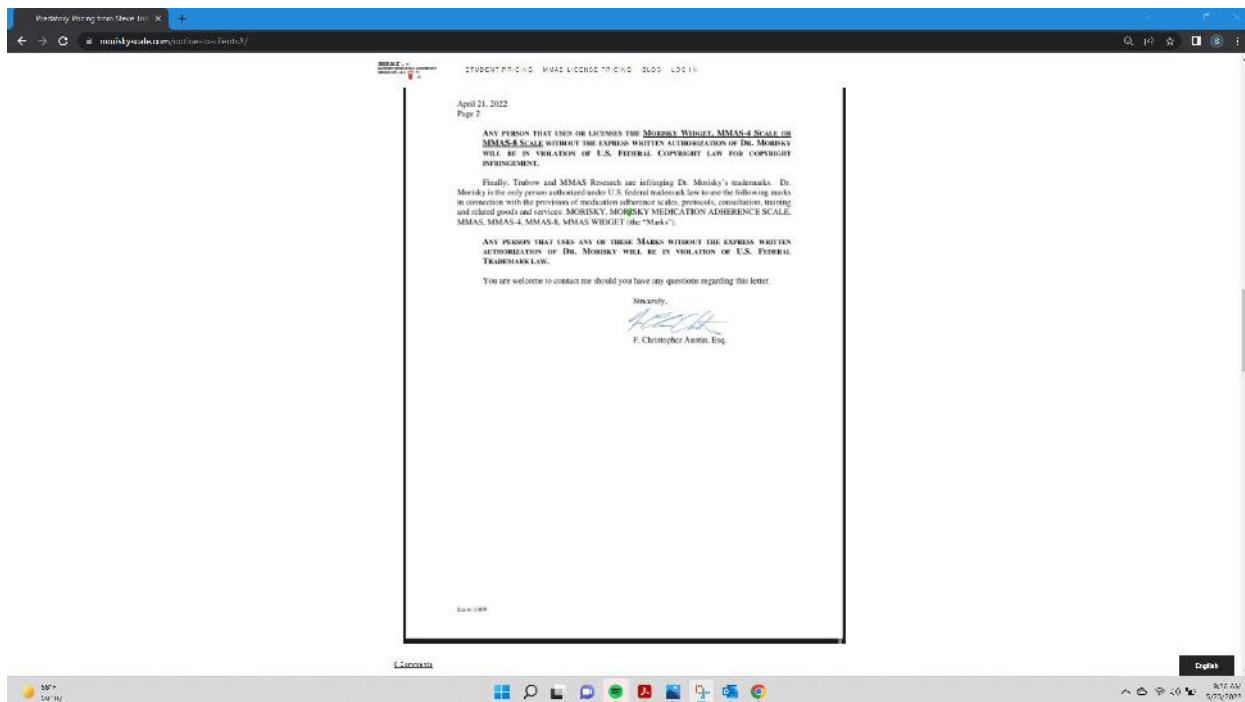 Predatory Pricing from Steve Tru
moriskyscale.com/notice-to-clients3/
STUDENT PRICING MMAS LICENSE PRICING BLOG LOG IN
April 21, 2022
Page 2
ANY PERSON THAT USES OR LICENSES THE MORISKY WIDGET, MMAS-4 SCALE OR
MMAS-8 SCALE WITHOUT THE EXPRESS WRITTEN AUTHORIZATION OF DR. MORISKY
WILL BE IN VIOLATION OF U.S. FEDERAL COPYRIGHT LAW FOR COPYRIGHT
INFRINGEMENT.
Finally, Trubow and MMAS Research are infringing Dr. Morisky's trademarks. Dr.
Morisky is the only person authorized under U.S. federal trademark law to use the following marks
in connection with the provision of medication adherence scales, protocols, consultation, training
and related goods and services: MORISKY, MORISKY MEDICATION ADHERENCE SCALE,
MMAS, MMAS-4, MMAS-8, MMAS WIDGET (the "Marks").
ANY PERSON THAT USES ANY OF THESE MARKS WITHOUT THE EXPRESS WRITTEN
AUTHORIZATION OF DR. MORISKY WILL BE IN VIOLATION OF U.S. FEDERAL
TRADEMARK LAW.
You are welcome to contact me should you have any questions regarding this letter.
Sincerely,
F. Christopher Austin, Esq.
Comments
English
Sunny